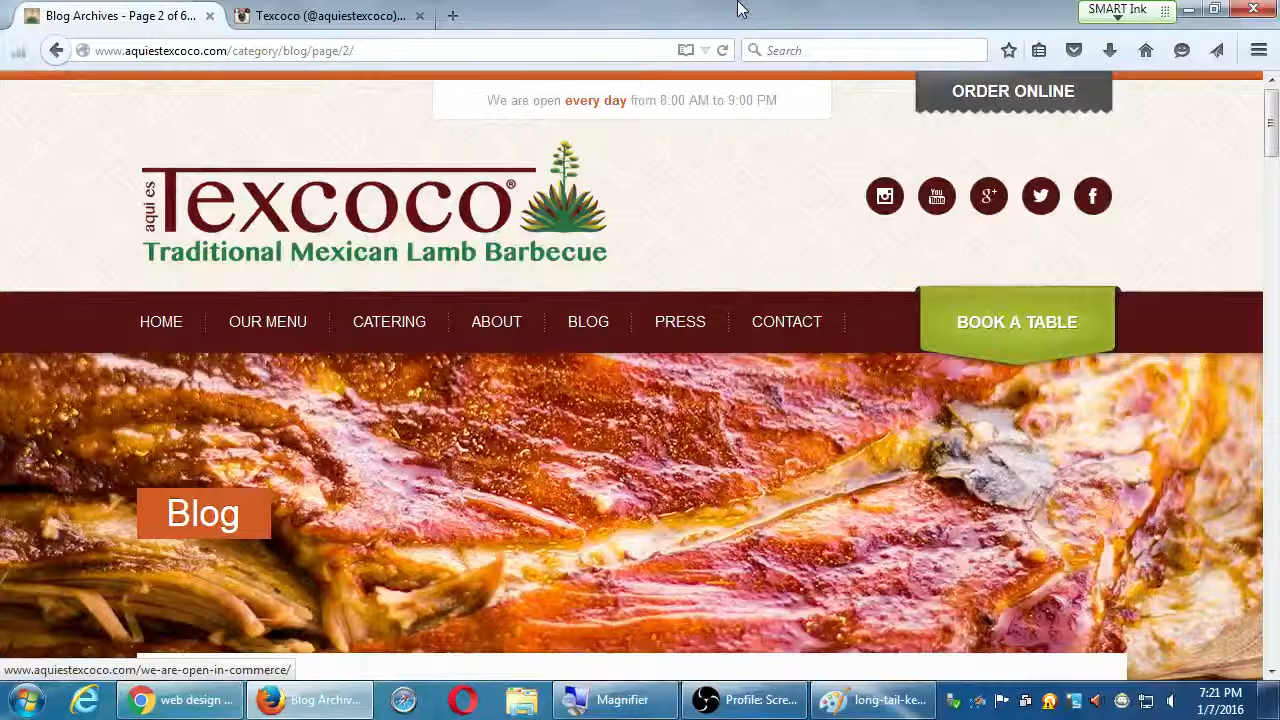 Blog Archives - Page 2 of 6...
Texcoco (@aquiestexcoco)...
SMART Ink
www.aquiestexcoco.com/category/blog/page/2/
Search
We are open every day from 8:00 AM to 9:00 PM
ORDER ONLINE
aquí es
Texcoco®
Traditional Mexican Lamb Barbecue
You
Tube
g+
f
HOME
OUR MENU
CATERING
ABOUT
BLOG
PRESS
CONTACT
BOOK A TABLE
Blog
www.aquiestexcoco.com/we-are-open-in-commerce/
web design ...
Blog Archiv...
Magnifier
Profile: Scre...
long-tail-ke...
7:21 PM
1/7/2016